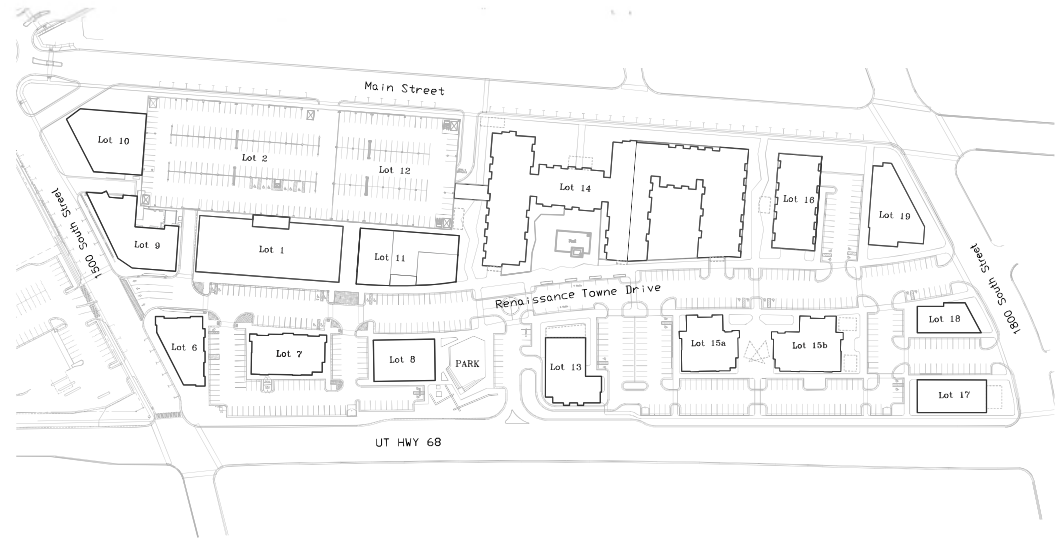 Main Street
Lot 10
Lot 2
Lot 12
Lot 14
Lot 16
Lot 19
1500 South Street
Lot 9
Lot 1
Lot 11
Pool
1800 South Street
Renaissance Towne Drive
Lot 6
Lot 7
Lot 8
PARK
Lot 13
Lot 15a
Lot 15b
Lot 18
Lot 17
UT HWY 68